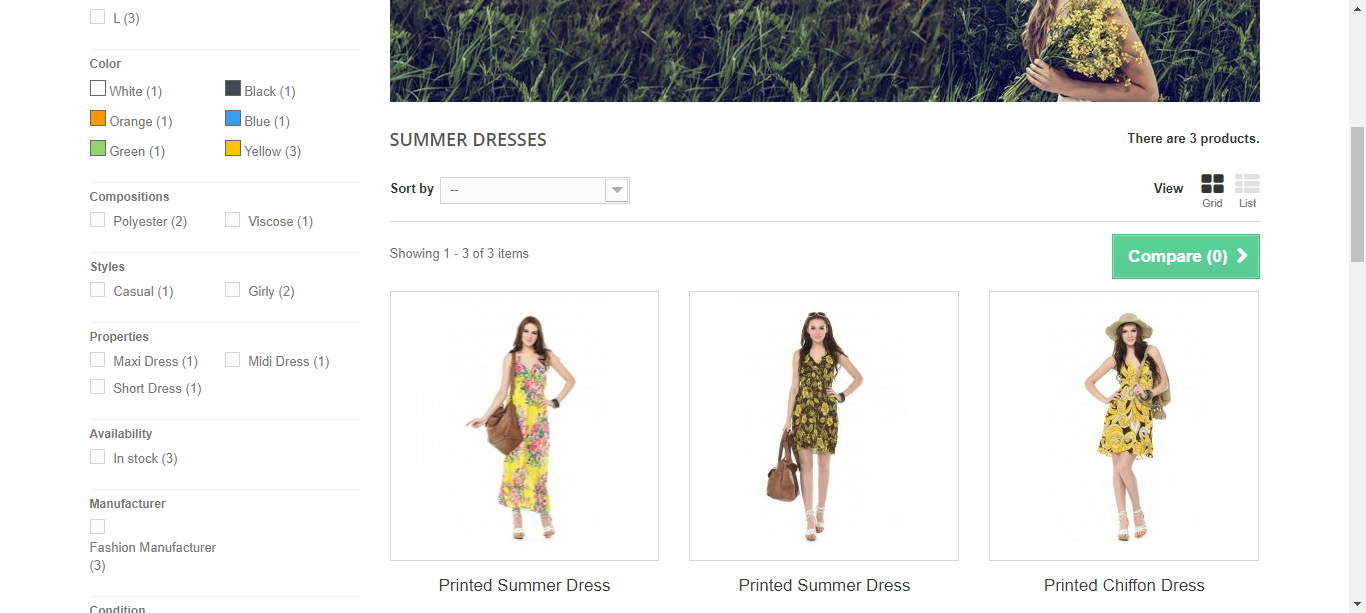 L (3)
Color
White (1)
Black (1)
Orange (1)
Blue (1)
Green (1)
Yellow (3)
Compositions
Polyester (2)
Viscose (1)
Styles
Casual (1)
Girly (2)
Properties
Maxi Dress (1)
Midi Dress (1)
Short Dress (1)
Availability
In stock (3)
Manufacturer
Fashion Manufacturer
(3)
Condition
SUMMER DRESSES
There are 3 products.
Sort by
--
View
Grid
List
Showing 1 - 3 of 3 items
Compare (0)
Printed Summer Dress
Printed Summer Dress
Printed Chiffon Dress